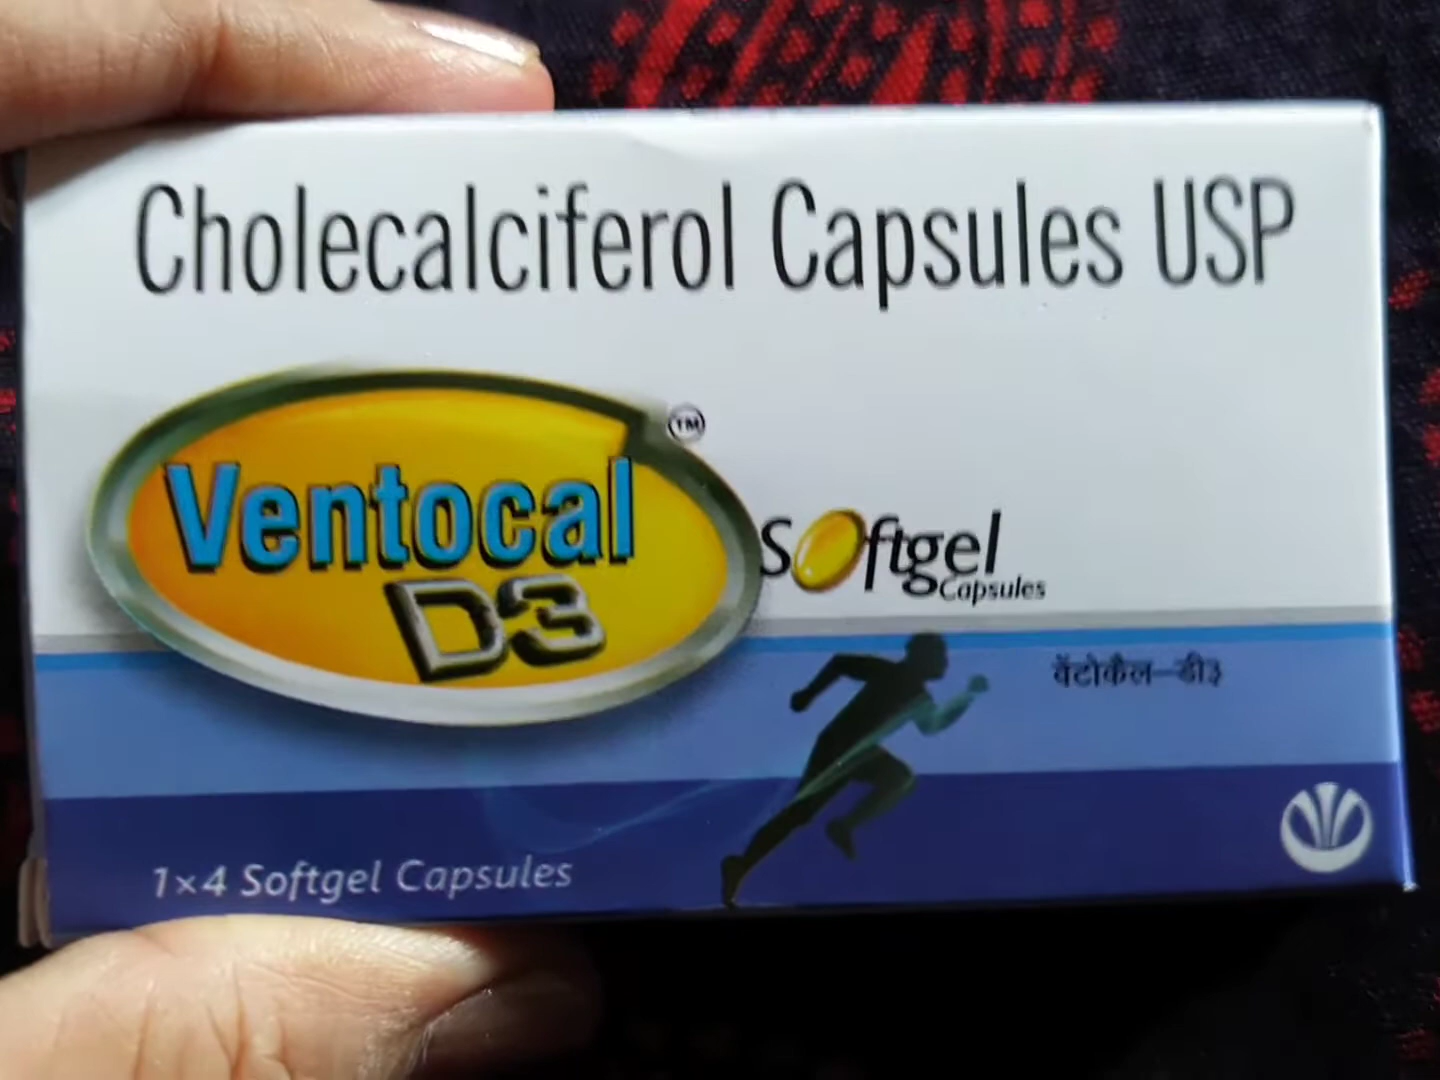 Cholecalciferol Capsules USP
TM
Ventocal
D3
Softgel
Capsules
वेंटोकैल–डी३
1×4 Softgel Capsules